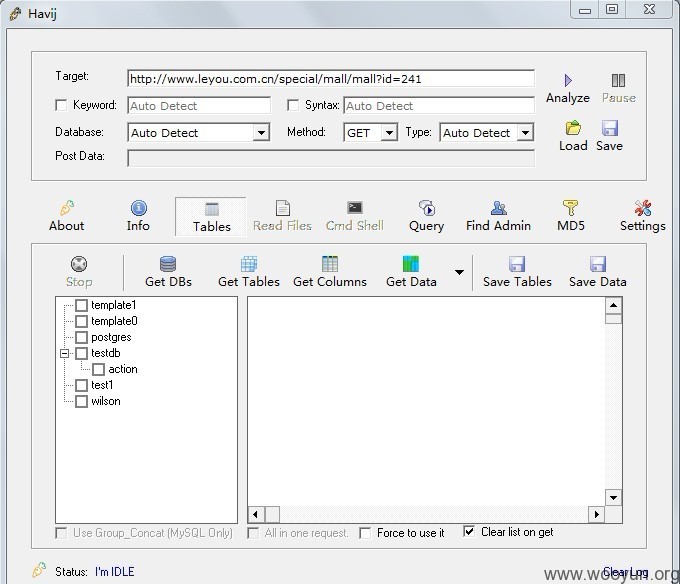 Havij
Target: http://www.leyou.com.cn/special/mall/mall?id=241
Analyze Pause
Keyword: Auto Detect Syntax: Auto Detect
Database: Auto Detect Method: GET Type: Auto Detect
Load Save
Post Data:
About Info Tables Read Files Cmd Shell Query Find Admin MD5 Settings
Stop Get DBs Get Tables Get Columns Get Data Save Tables Save Data
template1
template0
postgres
testdb
action
test1
wilson
Use Group_Concat (MySQL Only) All in one request. Force to use it Clear list on get
Status: I'm IDLE Clear Log
www.wooyun.org